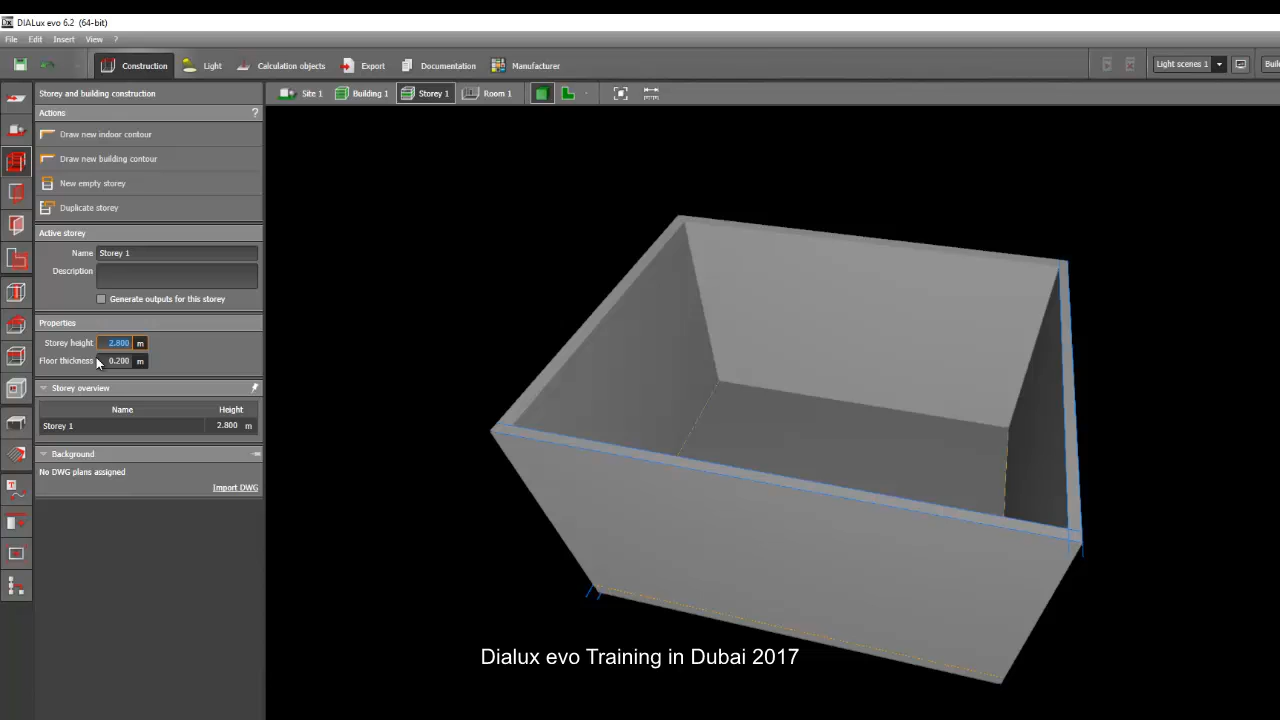 DIALux evo 6.2 (64-bit)
File Edit Insert View ?
Construction Light Calculation objects Export Documentation Manufacturer Light scenes 1
Storey and building construction Site 1 Building 1 Storey 1 Room 1
Actions ?
Draw new indoor contour
Draw new building contour
New empty storey
Duplicate storey
Active storey
Name Storey 1
Description
Generate outputs for this storey
Properties
Storey height 2.800 m
Floor thickness 0.200 m
Storey overview
Name Height
Storey 1 2.800 m
Background
No DWG plans assigned
Import DWG
Dialux evo Training in Dubai 2017